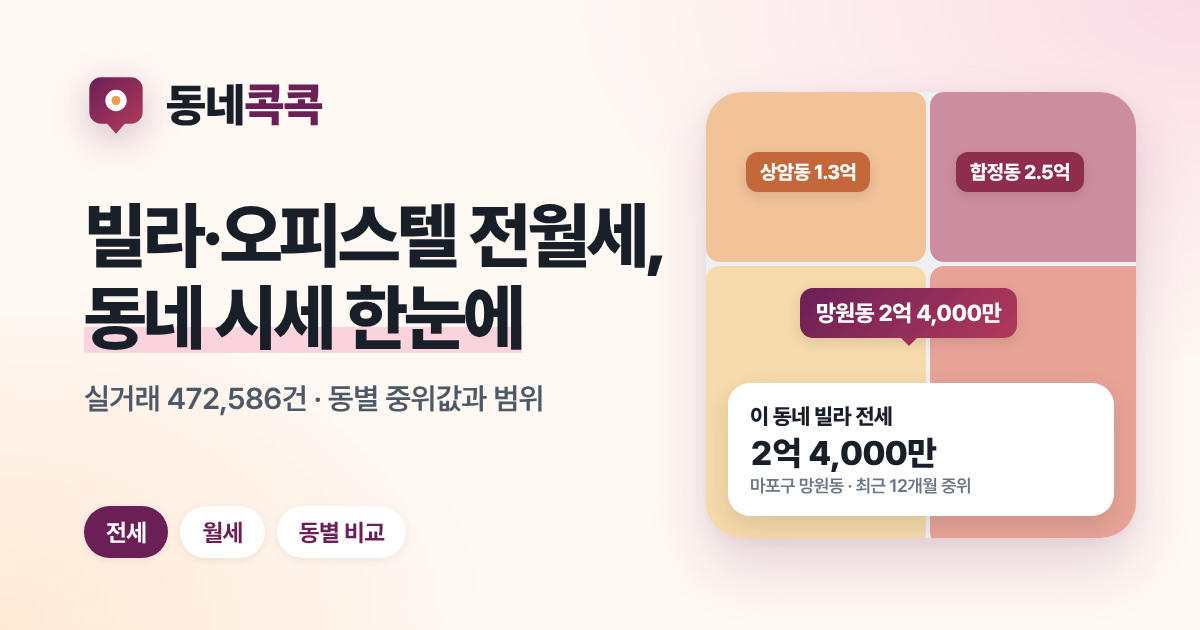 동네콕콕
빌라·오피스텔 전월세,
동네 시세 한눈에
실거래 472,586건 · 동별 중위값과 범위
전세
월세
동별 비교
상암동 1.3억
합정동 2.5억
망원동 2억 4,000만
이 동네 빌라 전세
2억 4,000만
마포구 망원동 · 최근 12개월 중위